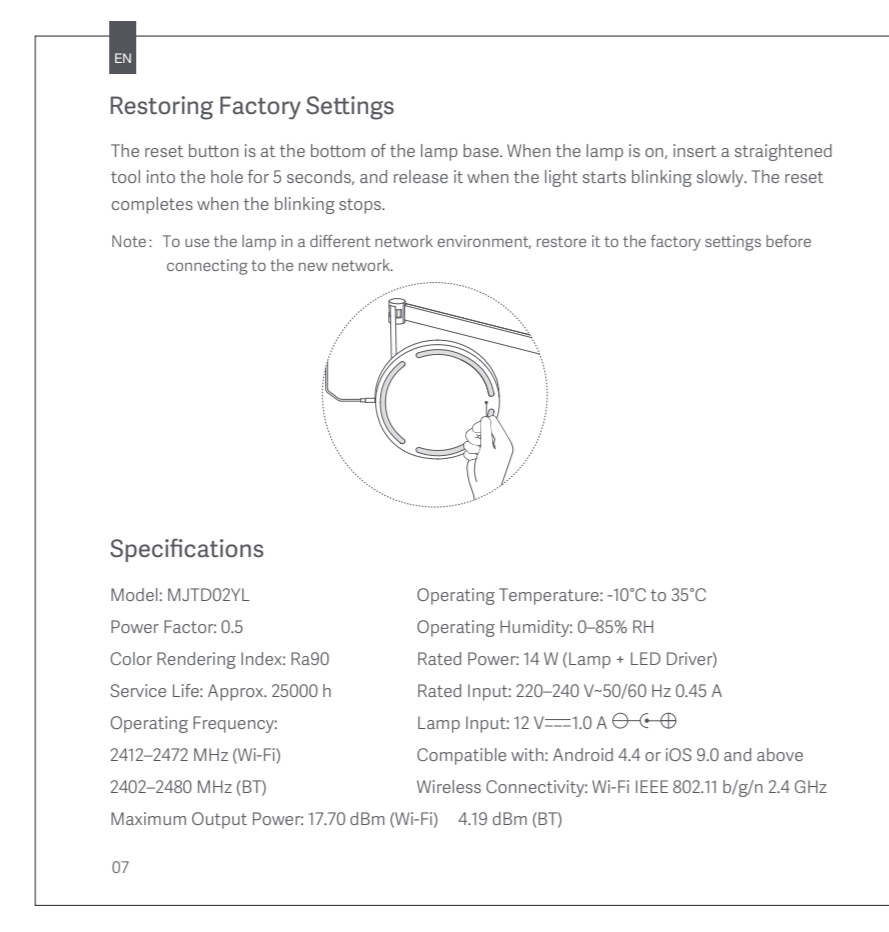 EN
Restoring Factory Settings
The reset button is at the bottom of the lamp base. When the lamp is on, insert a straightened
tool into the hole for 5 seconds, and release it when the light starts blinking slowly. The reset
completes when the blinking stops.
Note: To use the lamp in a different network environment, restore it to the factory settings before
connecting to the new network.
Specifications
Model: MJTD02YL
Power Factor: 0.5
Color Rendering Index: Ra90
Service Life: Approx. 25000 h
Operating Frequency:
2412–2472 MHz (Wi-Fi)
2402–2480 MHz (BT)
Maximum Output Power: 17.70 dBm (Wi-Fi) 4.19 dBm (BT)
Operating Temperature: -10°C to 35°C
Operating Humidity: 0–85% RH
Rated Power: 14 W (Lamp + LED Driver)
Rated Input: 220–240 V~50/60 Hz 0.45 A
Lamp Input: 12 V⎓1.0 A
Compatible with: Android 4.4 or iOS 9.0 and above
Wireless Connectivity: Wi-Fi IEEE 802.11 b/g/n 2.4 GHz
07